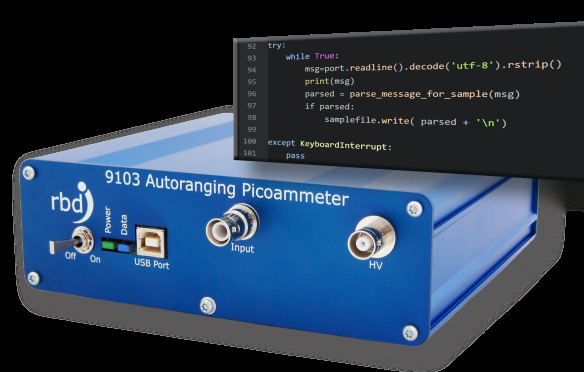 92 try:
93 while True:
94 msg=port.readline().decode('utf-8').rstrip()
95 print(msg)
96 parsed = parse_message_for_sample(msg)
97 if parsed:
98 samplefile.write( parsed + '\n')
99
100 except KeyboardInterrupt:
101 pass
9103 Autoranging Picoammeter
rbd
Power
Data
Off
On
USB Port
Input
HV